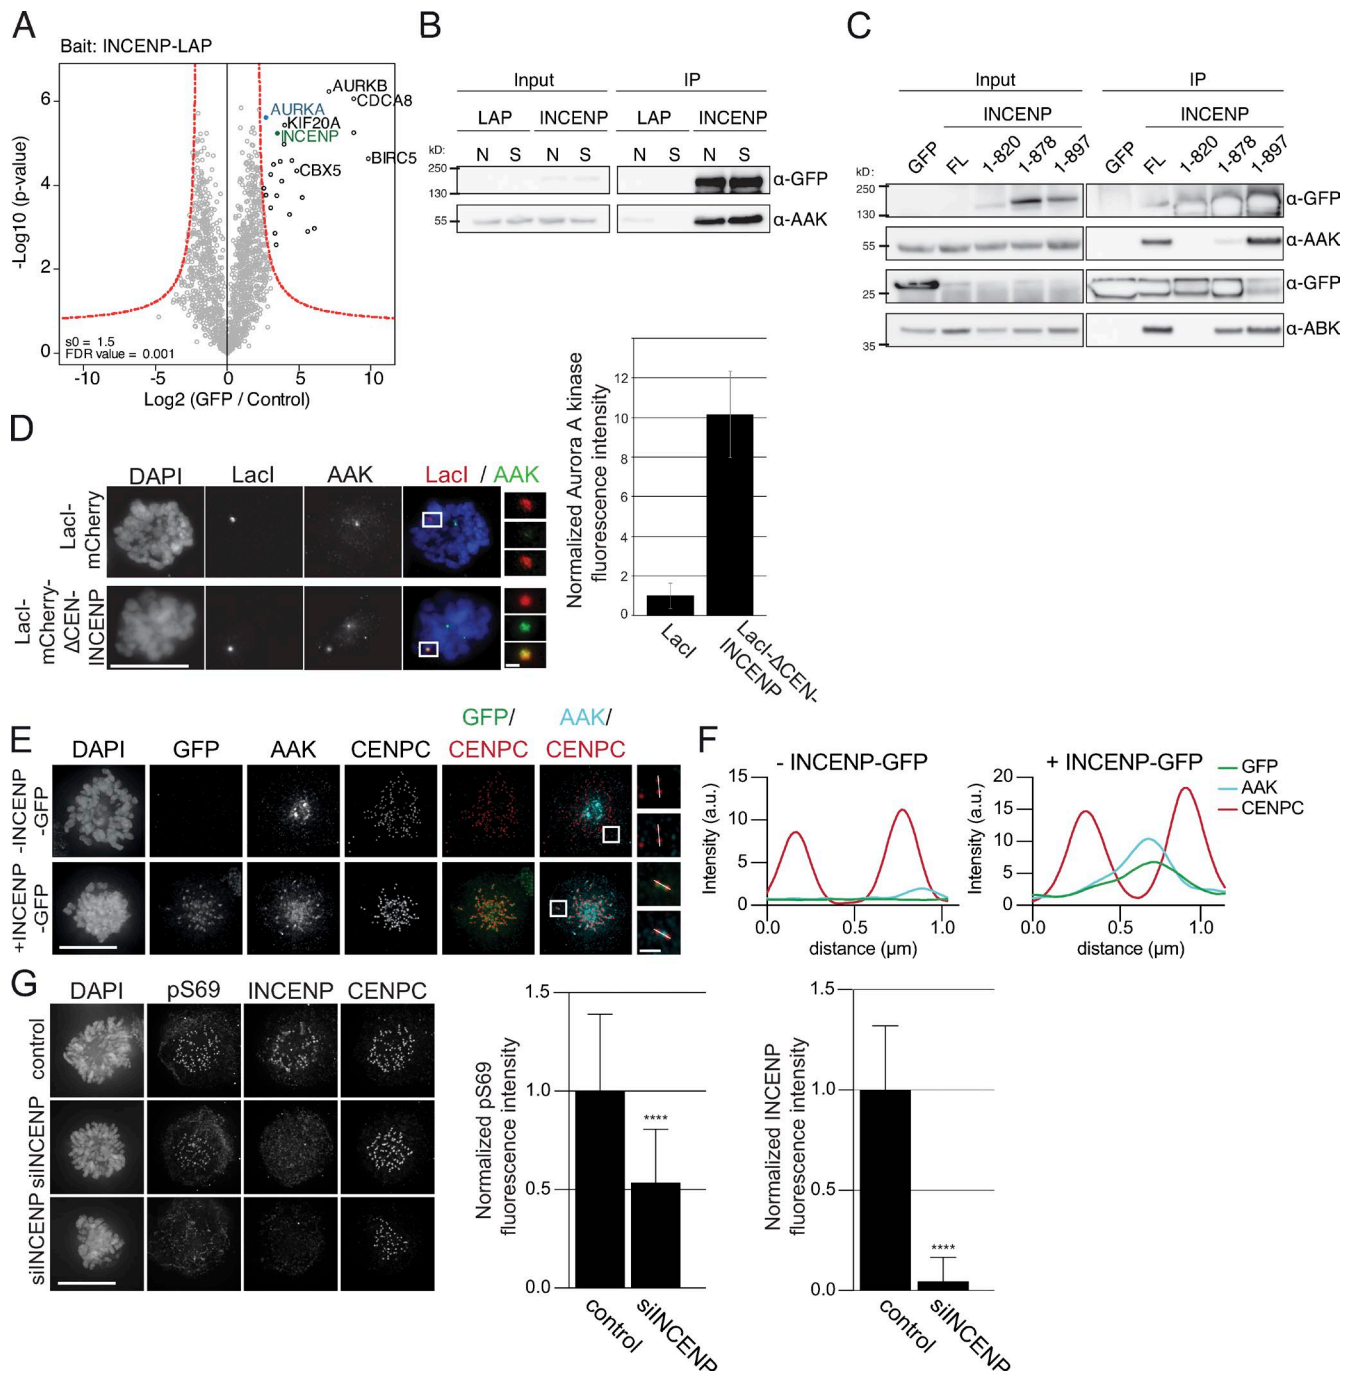 A
Bait: INCENP-LAP
-Log10 (p-value)
6
4
2
0
AURKB
CDCA8
AURKA
KIF20A
INCENP
BIRC5
CBX5
s0 = 1.5
FDR value = 0.001
-10 -5 0 5 10
Log2 (GFP / Control)
B
Input IP
LAP INCENP LAP INCENP
kD: N S N S N S N S
250
130
α-GFP
55
α-AAK
C
Input IP
INCENP INCENP
kD: GFP FL 1-820 1-878 1-897 GFP FL 1-820 1-878 1-897
250
130
α-GFP
55
α-AAK
25
α-GFP
35
α-ABK
D
DAPI LacI AAK LacI / AAK
LacI-
mCherry
LacI-
mCherry-
ΔCEN-
INCENP
Normalized Aurora A kinase
fluorescence intensity
12
10
8
6
4
2
0
LacI
LacI-ΔCEN-
INCENP
E
GFP/ AAK/
DAPI GFP AAK CENPC CENPC CENPC
-INCENP
-GFP
+INCENP
-GFP
F
- INCENP-GFP
Intensity (a.u.)
15
10
5
0
0.0 0.5 1.0
distance (µm)
+ INCENP-GFP
Intensity (a.u.)
20
15
10
5
0
0.0 0.5 1.0
distance (µm)
GFP
AAK
CENPC
G
DAPI pS69 INCENP CENPC
control
siINCENP
siINCENP
Normalized pS69
fluorescence intensity
1.5
1.0
0.5
0.0
****
control
siINCENP
Normalized INCENP
fluorescence intensity
1.5
1.0
0.5
0.0
****
control
siINCENP